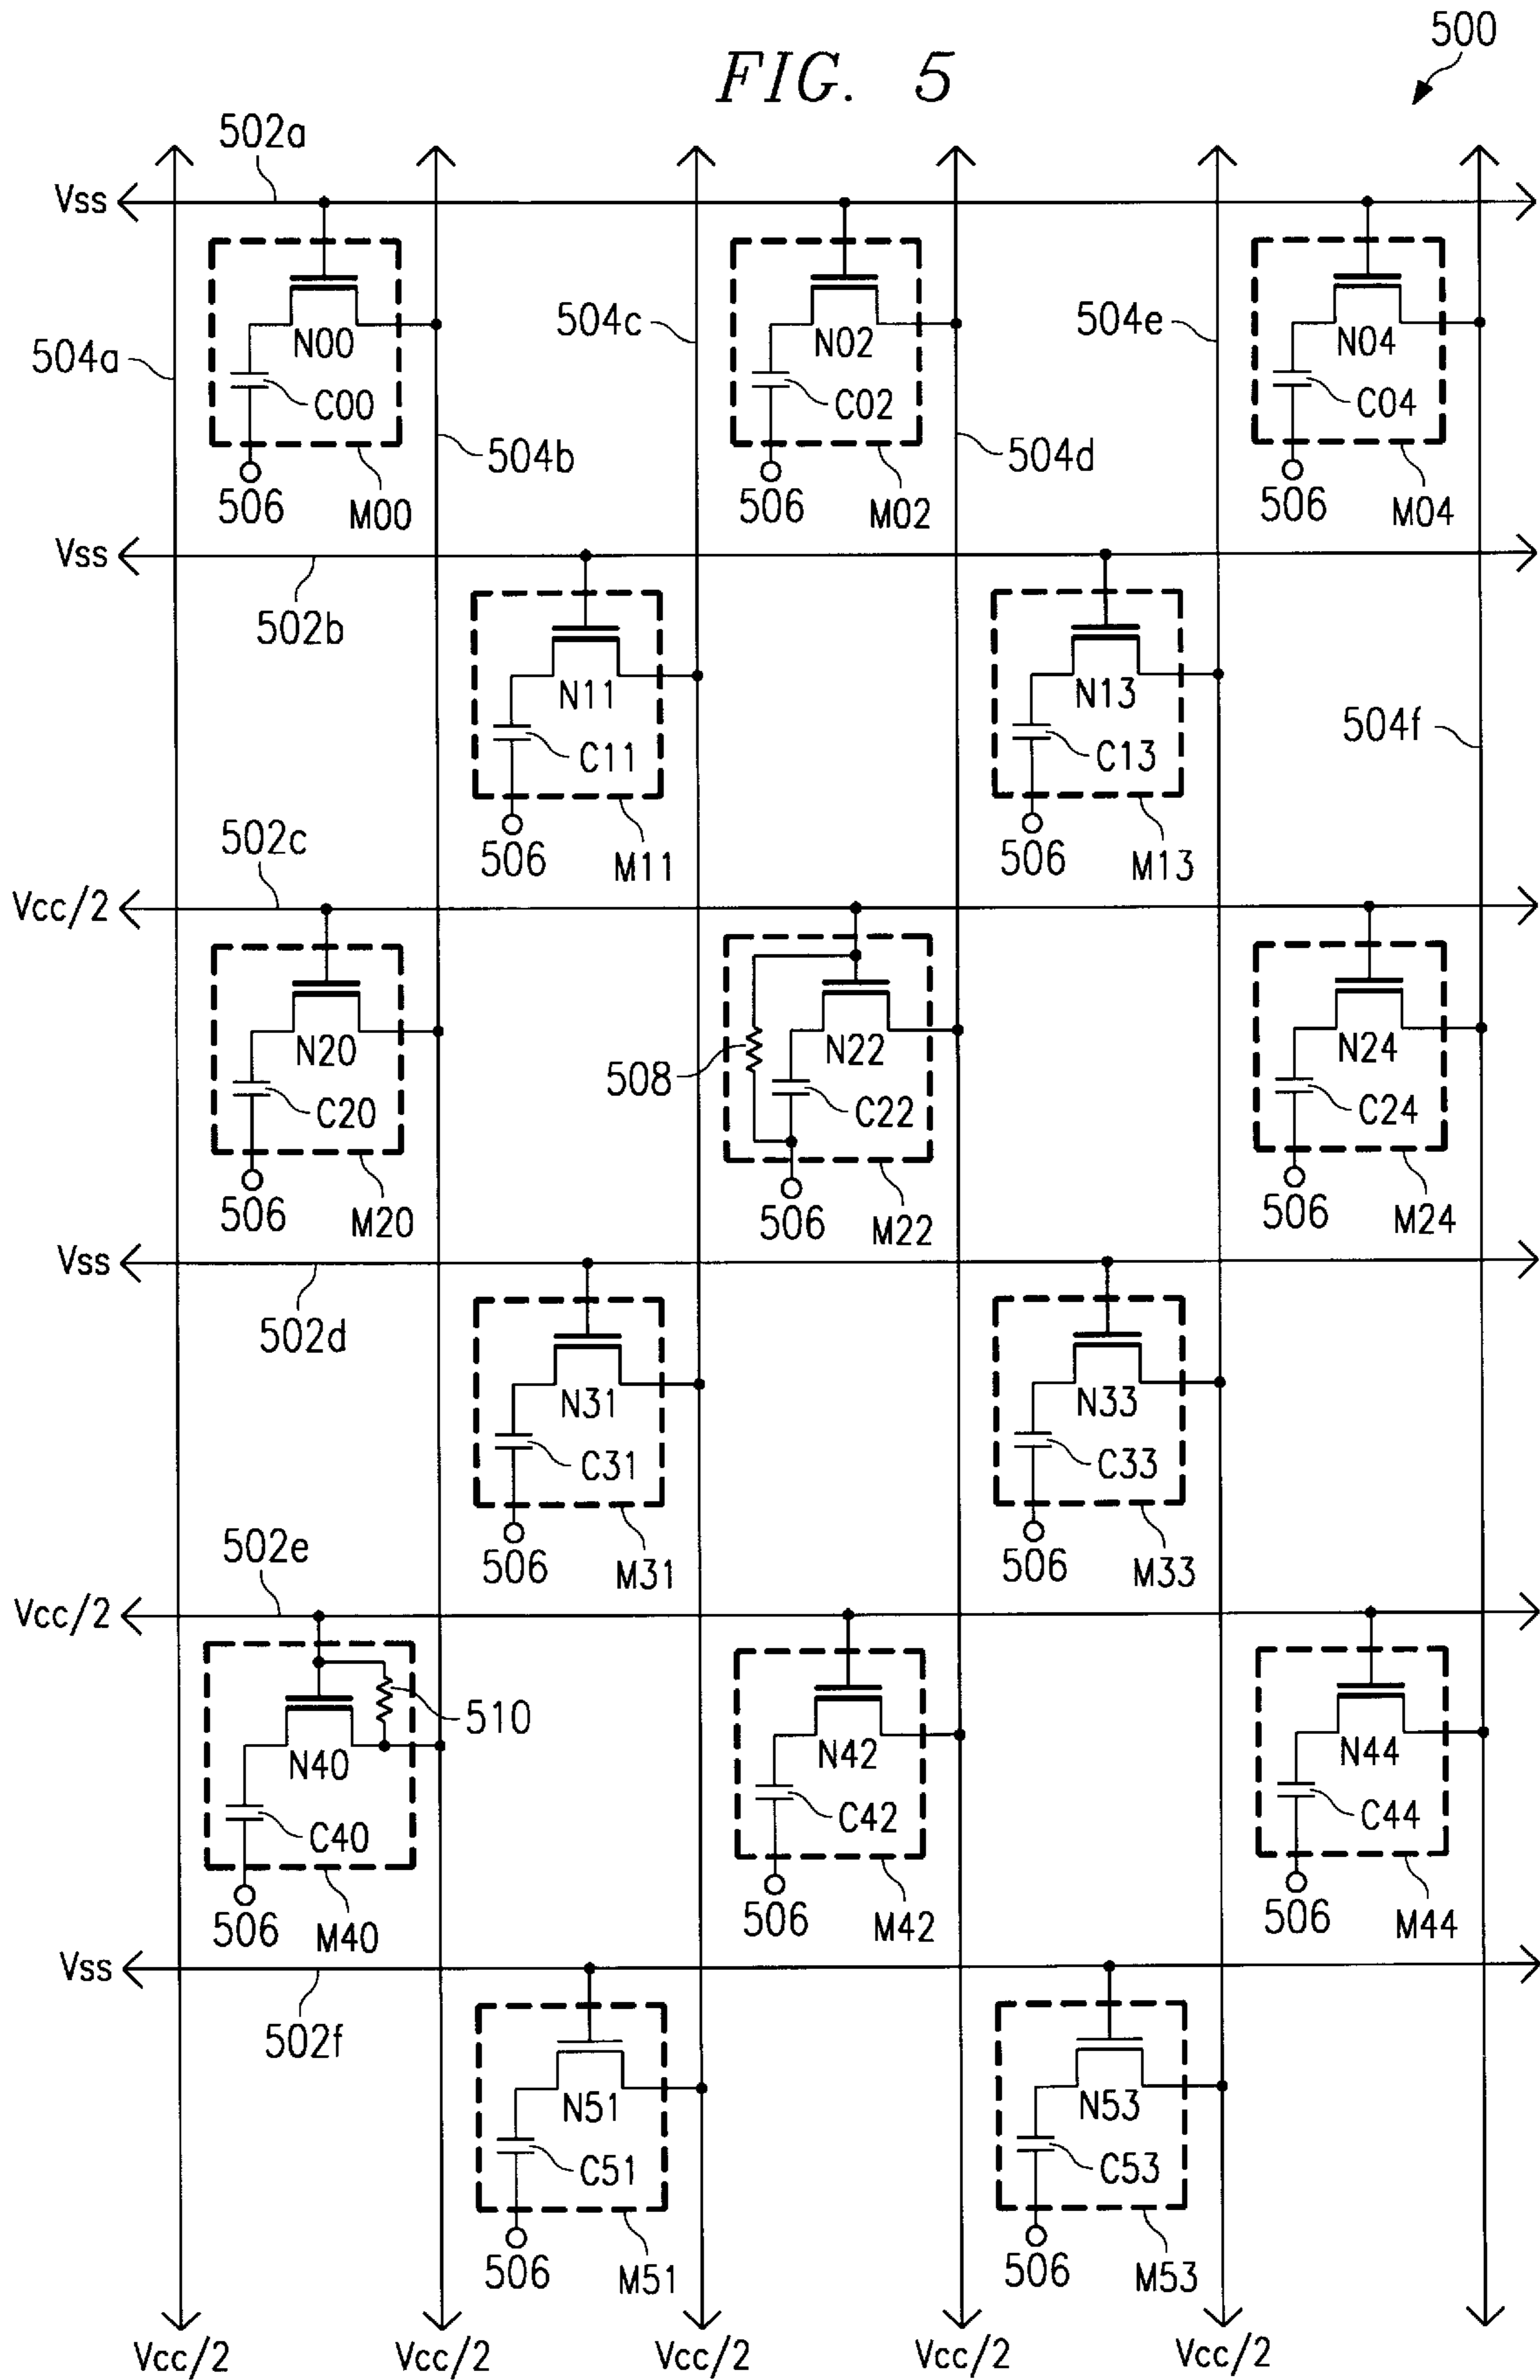 FIG. 5
500
502a
Vss
504a
N00
C00
506
M00
504b
504c
N02
C02
506
M02
504d
504e
N04
C04
506
M04
Vss
502b
N11
C11
506
M11
N13
C13
506
M13
504f
502c
Vcc/2
N20
C20
506
M20
508
N22
C22
506
M22
N24
C24
506
M24
Vss
502d
N31
C31
506
M31
N33
C33
506
M33
502e
Vcc/2
510
N40
C40
506
M40
N42
C42
506
M42
N44
C44
506
M44
Vss
502f
N51
C51
506
M51
N53
C53
506
M53
Vcc/2 Vcc/2 Vcc/2 Vcc/2 Vcc/2